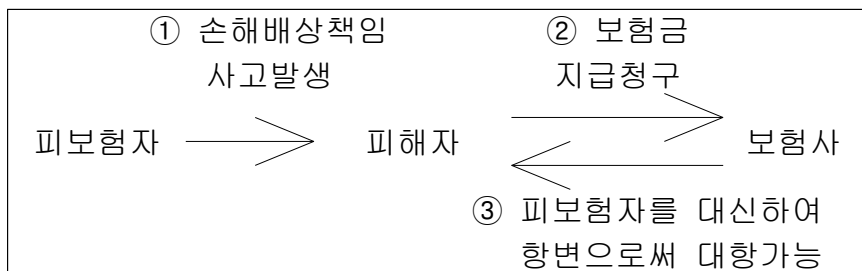 ① 손해배상책임
사고발생
② 보험금
지급청구
피보험자
피해자
보험사
③ 피보험자를 대신하여
항변으로써 대항가능